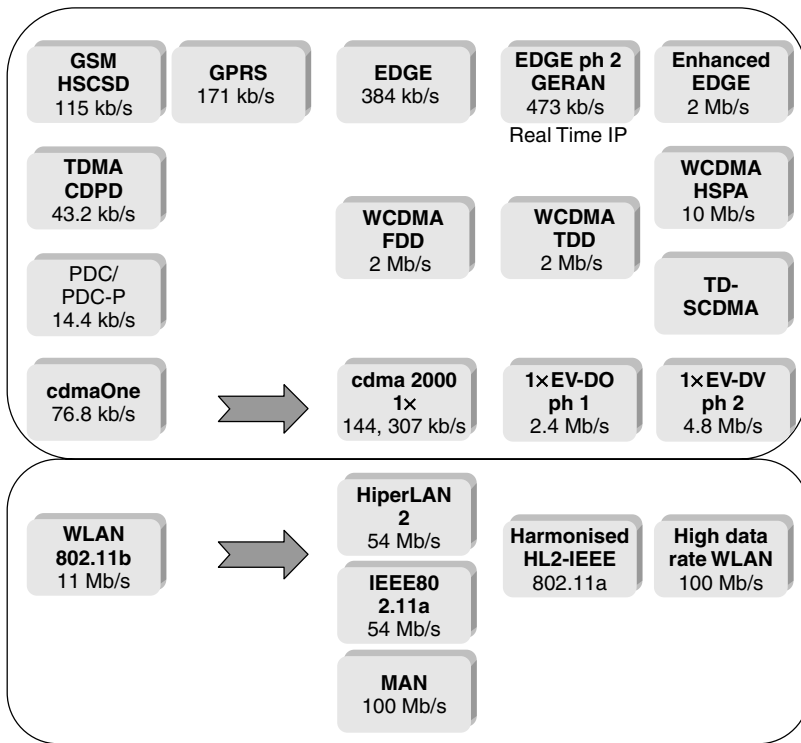 GSM
HSCSD
115 kb/s
GPRS
171 kb/s
EDGE
384 kb/s
EDGE ph 2
GERAN
473 kb/s
Real Time IP
Enhanced
EDGE
2 Mb/s
TDMA
CDPD
43.2 kb/s
WCDMA
FDD
2 Mb/s
WCDMA
TDD
2 Mb/s
WCDMA
HSPA
10 Mb/s
PDC/
PDC-P
14.4 kb/s
TD-
SCDMA
cdmaOne
76.8 kb/s
cdma 2000
1×
144, 307 kb/s
1×EV-DO
ph 1
2.4 Mb/s
1×EV-DV
ph 2
4.8 Mb/s
WLAN
802.11b
11 Mb/s
HiperLAN
2
54 Mb/s
IEEE80
2.11a
54 Mb/s
MAN
100 Mb/s
Harmonised
HL2-IEEE
802.11a
High data
rate WLAN
100 Mb/s